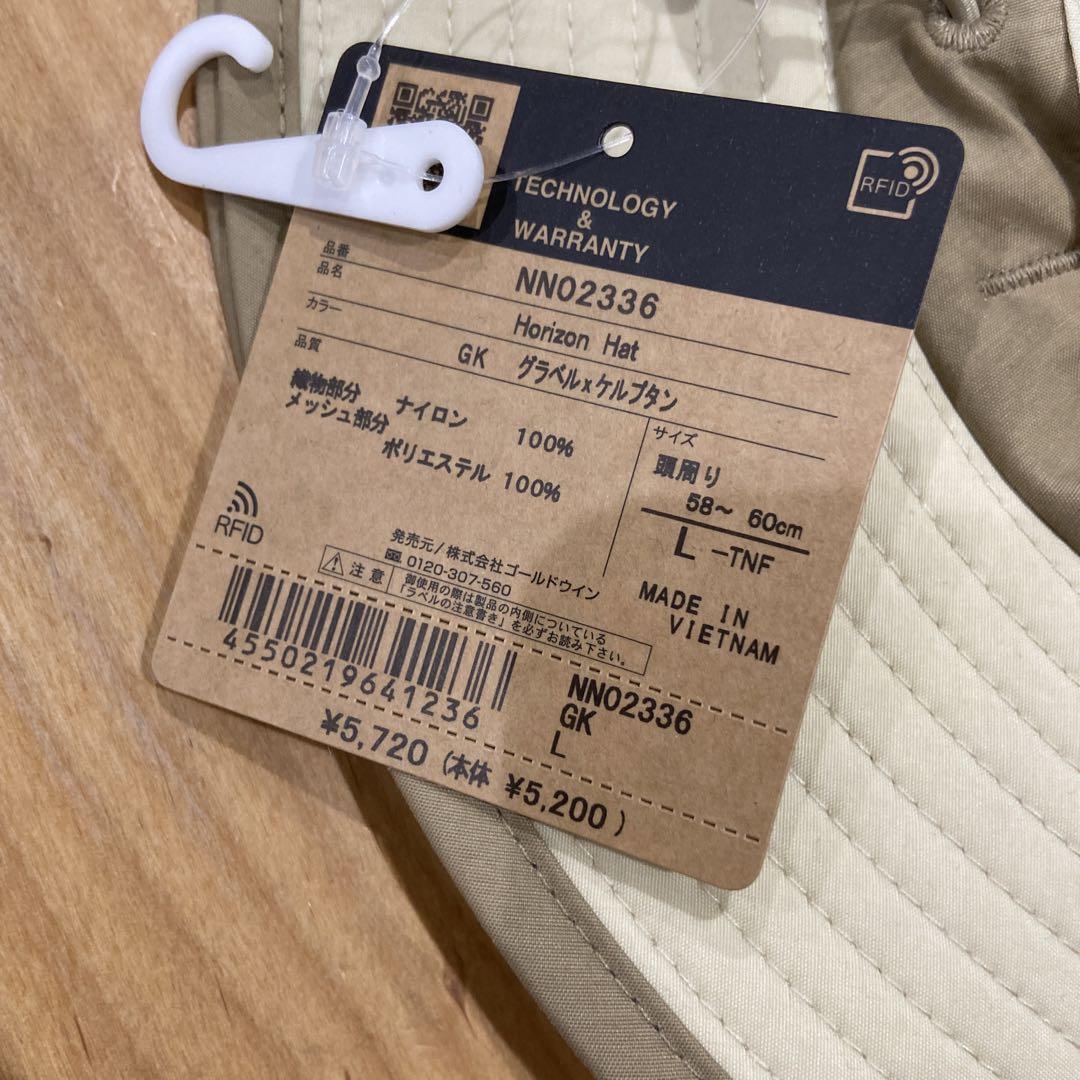 RFID
TECHNOLOGY
&
WARRANTY
品番 NN02336
品名 Horizon Hat
カラー GK グラベルxケルプタン
品質
織物部分 ナイロン 100%
メッシュ部分 ポリエステル 100%
サイズ
頭周り
58~ 60cm
L -TNF
MADE IN
VIETNAM
RFID
発売元/株式会社ゴールドウイン
0120-307-560
注意 御使用の際は製品の内側についている
「ラベルの注意書き」を必ずお読み下さい。
4550219641236
NN02336
GK
L
¥5,720 (本体 ¥5,200)